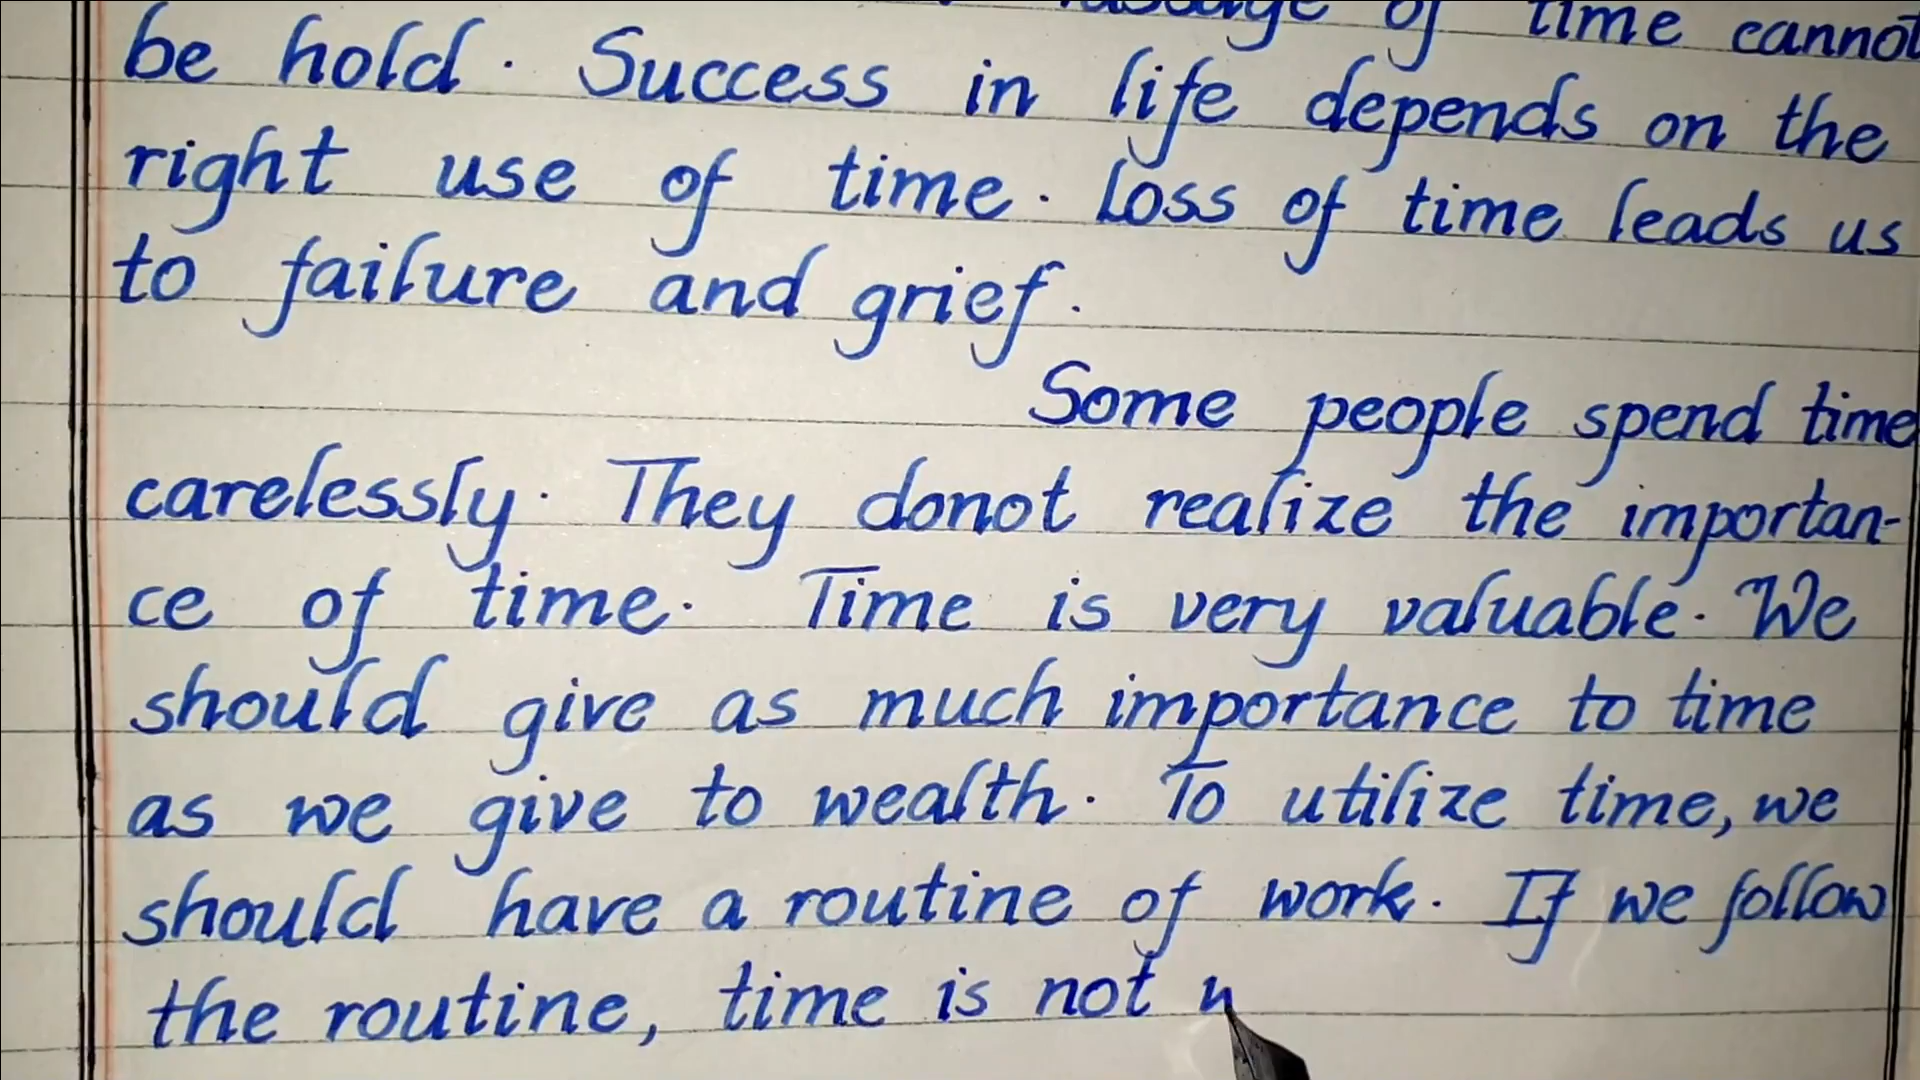 of time cannot
be hold. Success in life depends on the
right use of time. Loss of time leads us
to failure and grief.
Some people spend time
carelessly. They donot realize the importan-
ce of time. Time is very valuable. We
should give as much importance to time
as we give to wealth. To utilize time, we
should have a routine of work. If we follow
the routine, time is not